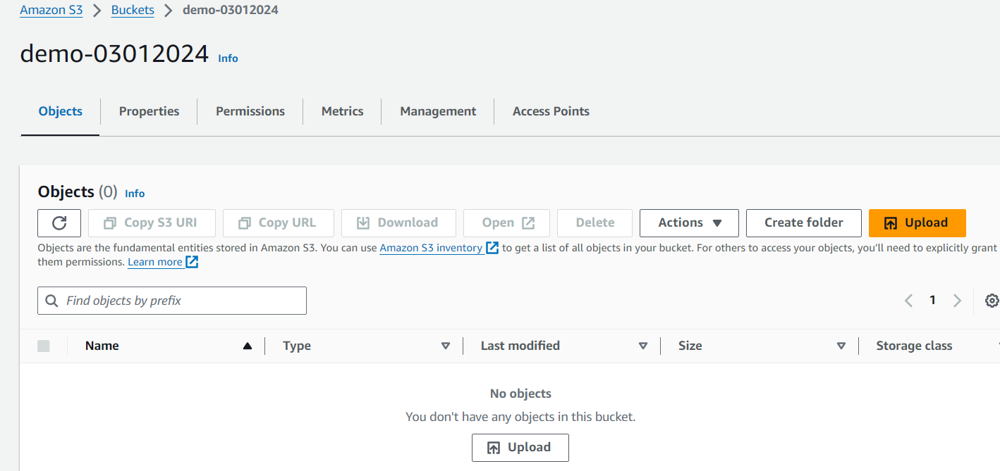 Amazon S3 > Buckets > demo-03012024
demo-03012024 Info
Objects Properties Permissions Metrics Management Access Points
Objects (0) Info
Copy S3 URI Copy URL Download Open Delete Actions Create folder Upload
Objects are the fundamental entities stored in Amazon S3. You can use Amazon S3 inventory to get a list of all objects in your bucket. For others to access your objects, you’ll need to explicitly grant
them permissions. Learn more
Find objects by prefix
1
Name Type Last modified Size Storage class
No objects
You don't have any objects in this bucket.
Upload